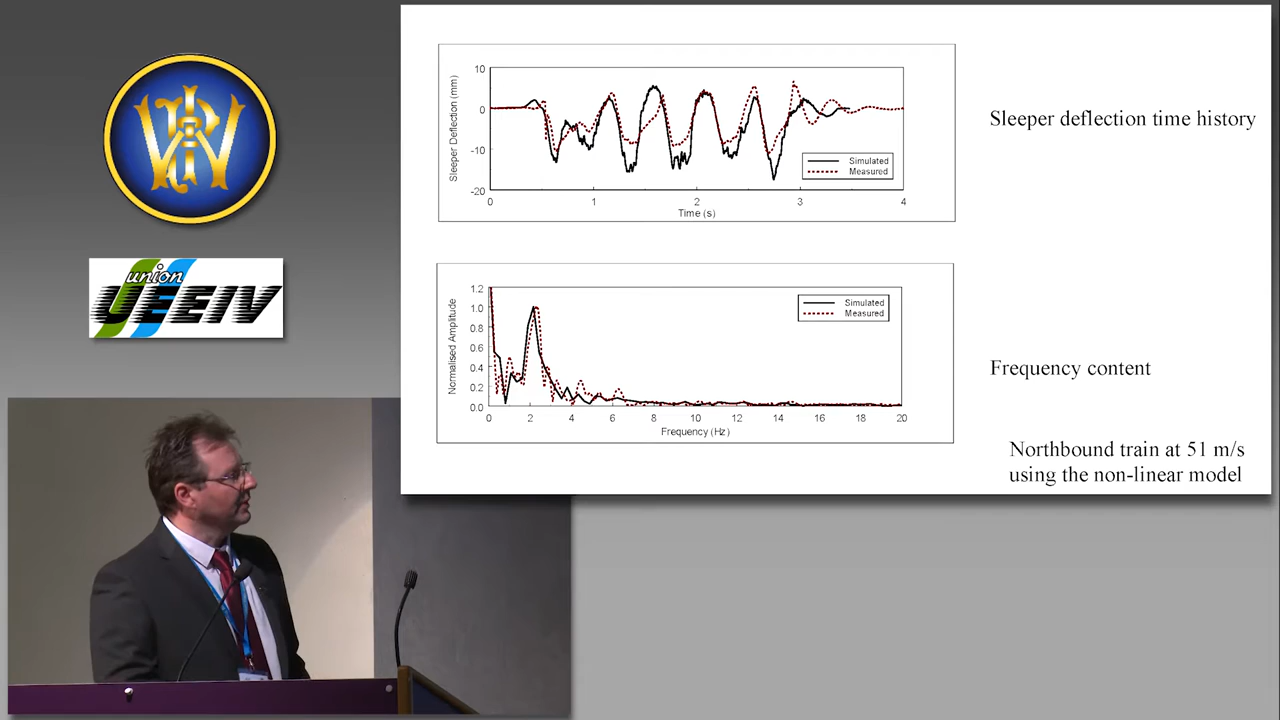 union
UEEIV
10
0
-10
-20
Sleeper Deflection (mm)
Simulated
Measured
0 1 2 3 4
Time (s)
Sleeper deflection time history
1.2
1.0
0.8
0.6
0.4
0.2
0.0
Normalised Amplitude
Simulated
Measured
0 2 4 6 8 10 12 14 16 18 20
Frequency (Hz)
Frequency content
Northbound train at 51 m/s
using the non-linear model